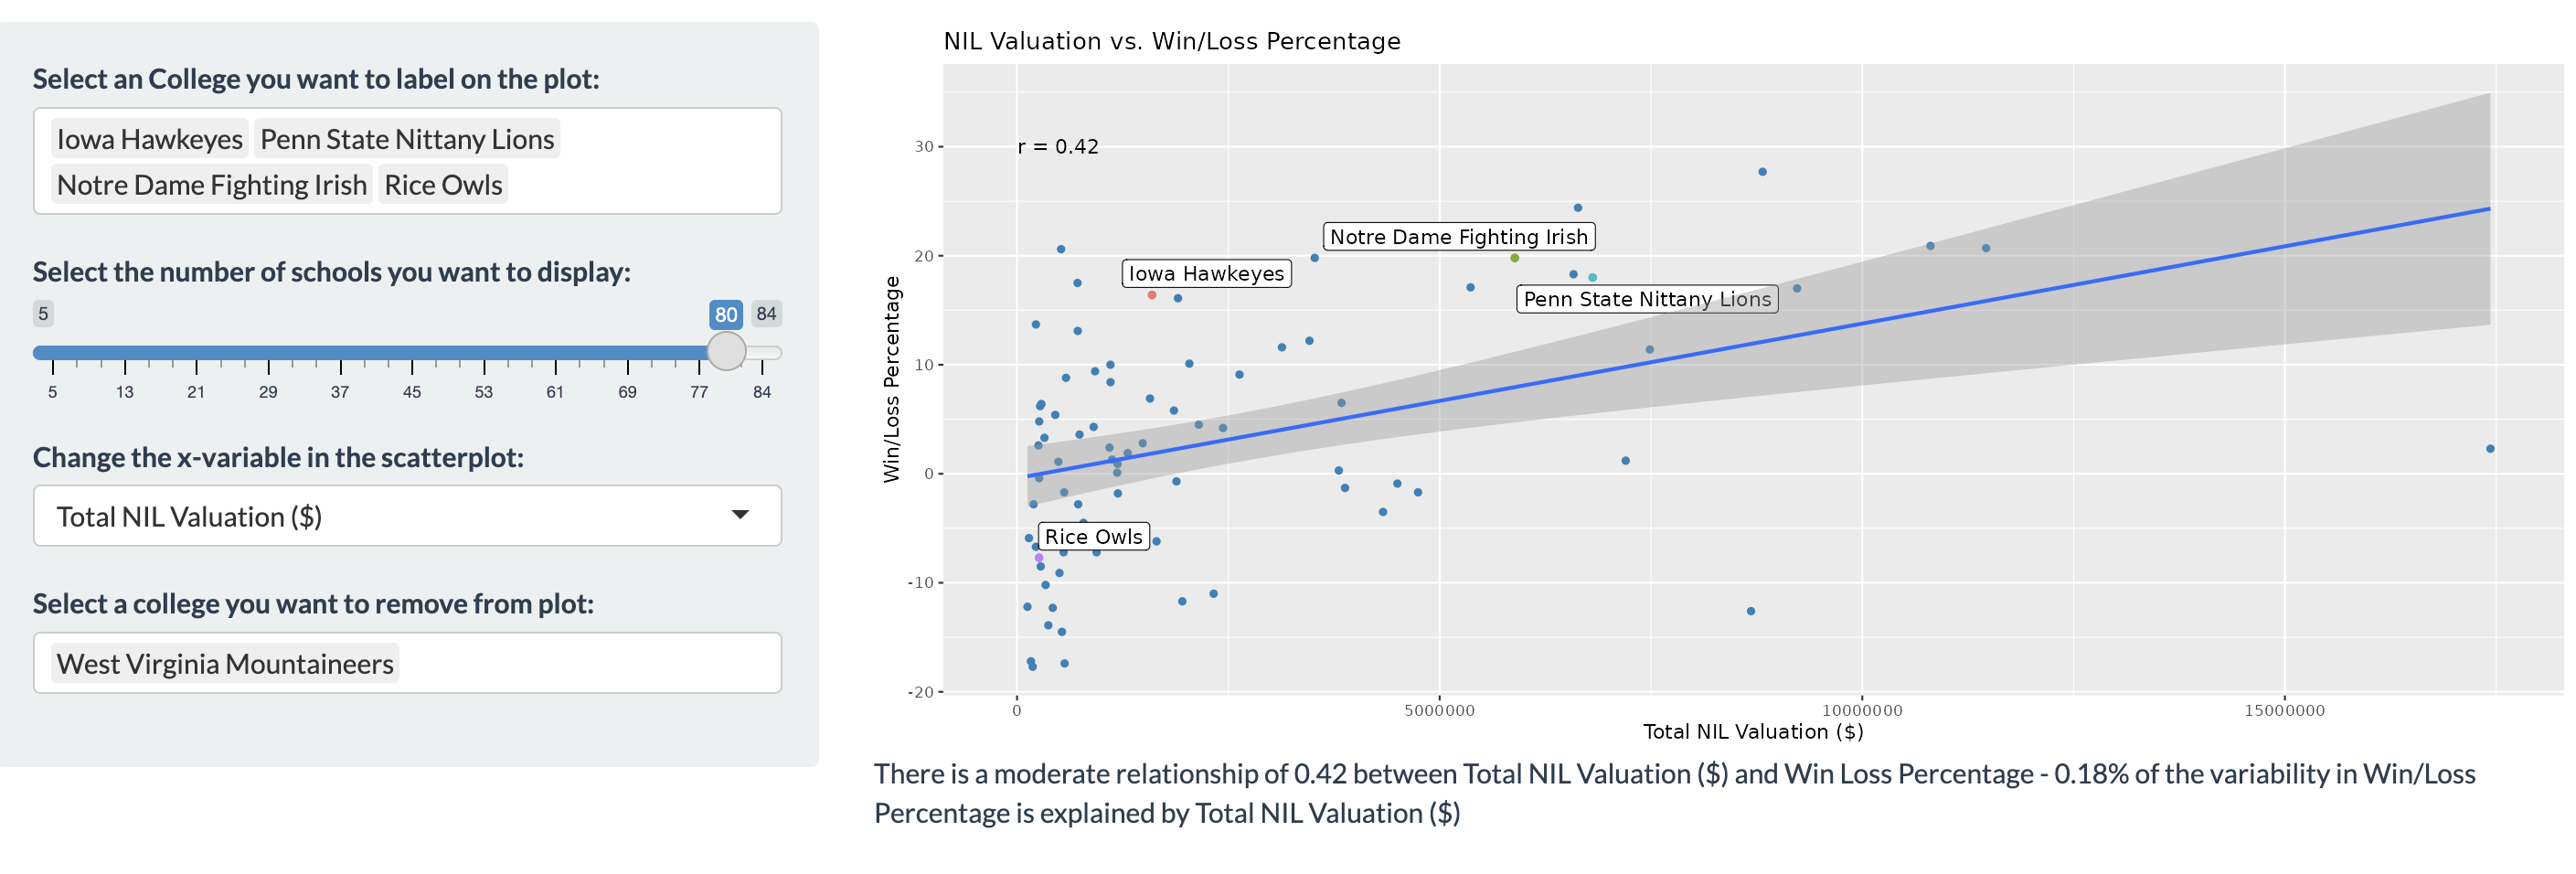 Select an College you want to label on the plot:
Iowa Hawkeyes Penn State Nittany Lions
Notre Dame Fighting Irish Rice Owls
Select the number of schools you want to display:
5 80 84
5 13 21 29 37 45 53 61 69 77 84
Change the x-variable in the scatterplot:
Total NIL Valuation ($)
Select a college you want to remove from plot:
West Virginia Mountaineers
NIL Valuation vs. Win/Loss Percentage
Win/Loss Percentage
30
20
10
0
-10
-20
r = 0.42
Notre Dame Fighting Irish
Iowa Hawkeyes
Penn State Nittany Lions
Rice Owls
0 5000000 10000000 15000000
Total NIL Valuation ($)
There is a moderate relationship of 0.42 between Total NIL Valuation ($) and Win Loss Percentage - 0.18% of the variability in Win/Loss
Percentage is explained by Total NIL Valuation ($)